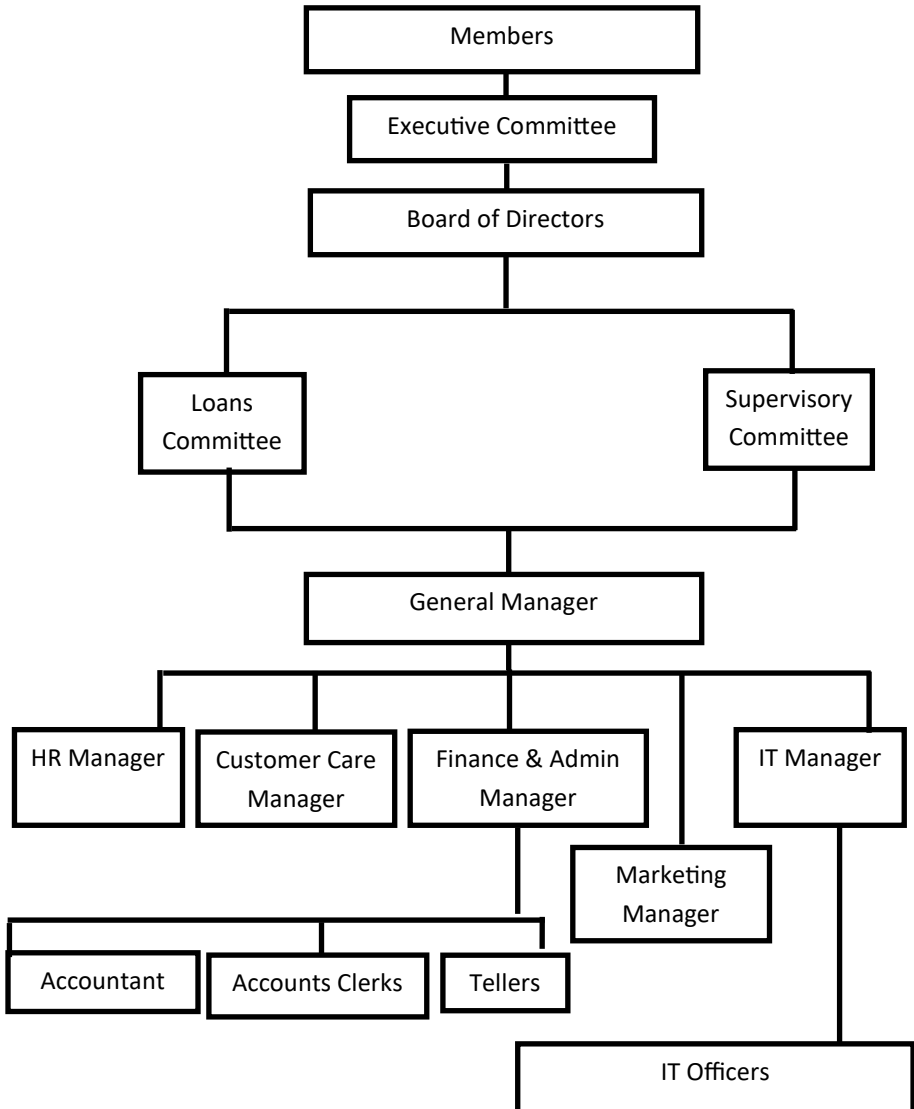 Members
Executive Committee
Board of Directors
Loans
Committee
Supervisory
Committee
General Manager
HR Manager
Customer Care
Manager
Finance & Admin
Manager
IT Manager
Marketing
Manager
Accountant
Accounts Clerks
Tellers
IT Officers